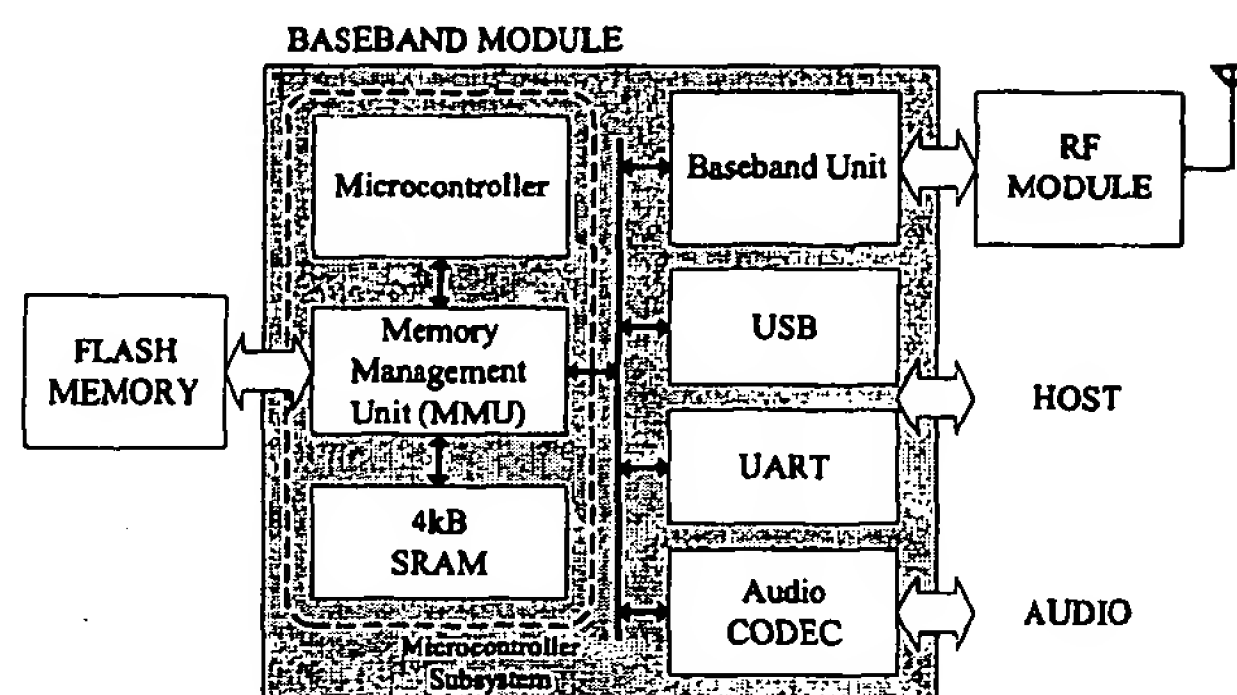 BASEBAND MODULE
Microcontroller
Baseband Unit
RF
MODULE
FLASH
MEMORY
Memory
Management
Unit (MMU)
USB
HOST
UART
4kB
SRAM
Audio
CODEC
AUDIO
Microcontroller
Subsystem